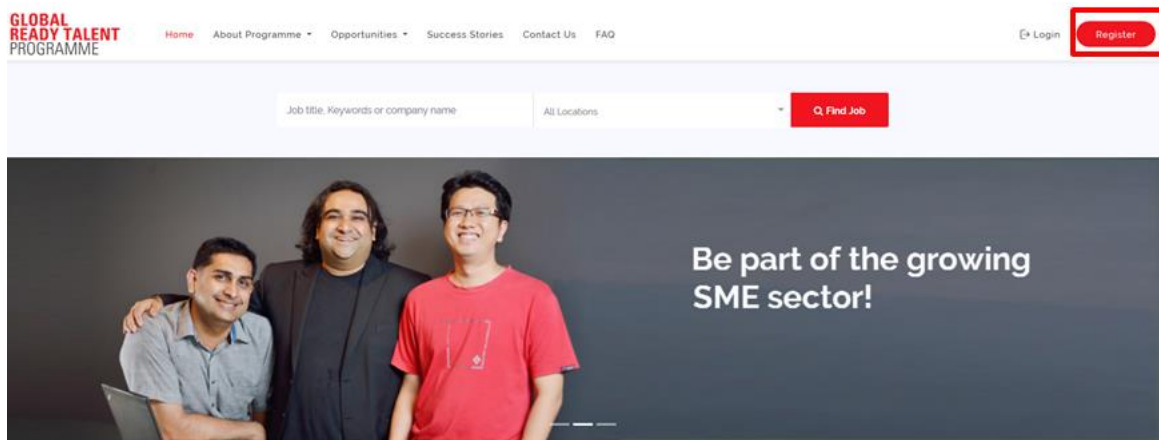 GLOBAL
READY TALENT
PROGRAMME
Home About Programme Opportunities Success Stories Contact Us FAQ Login Register
Job title, Keywords or company name All Locations Find Job
Be part of the growing
SME sector!